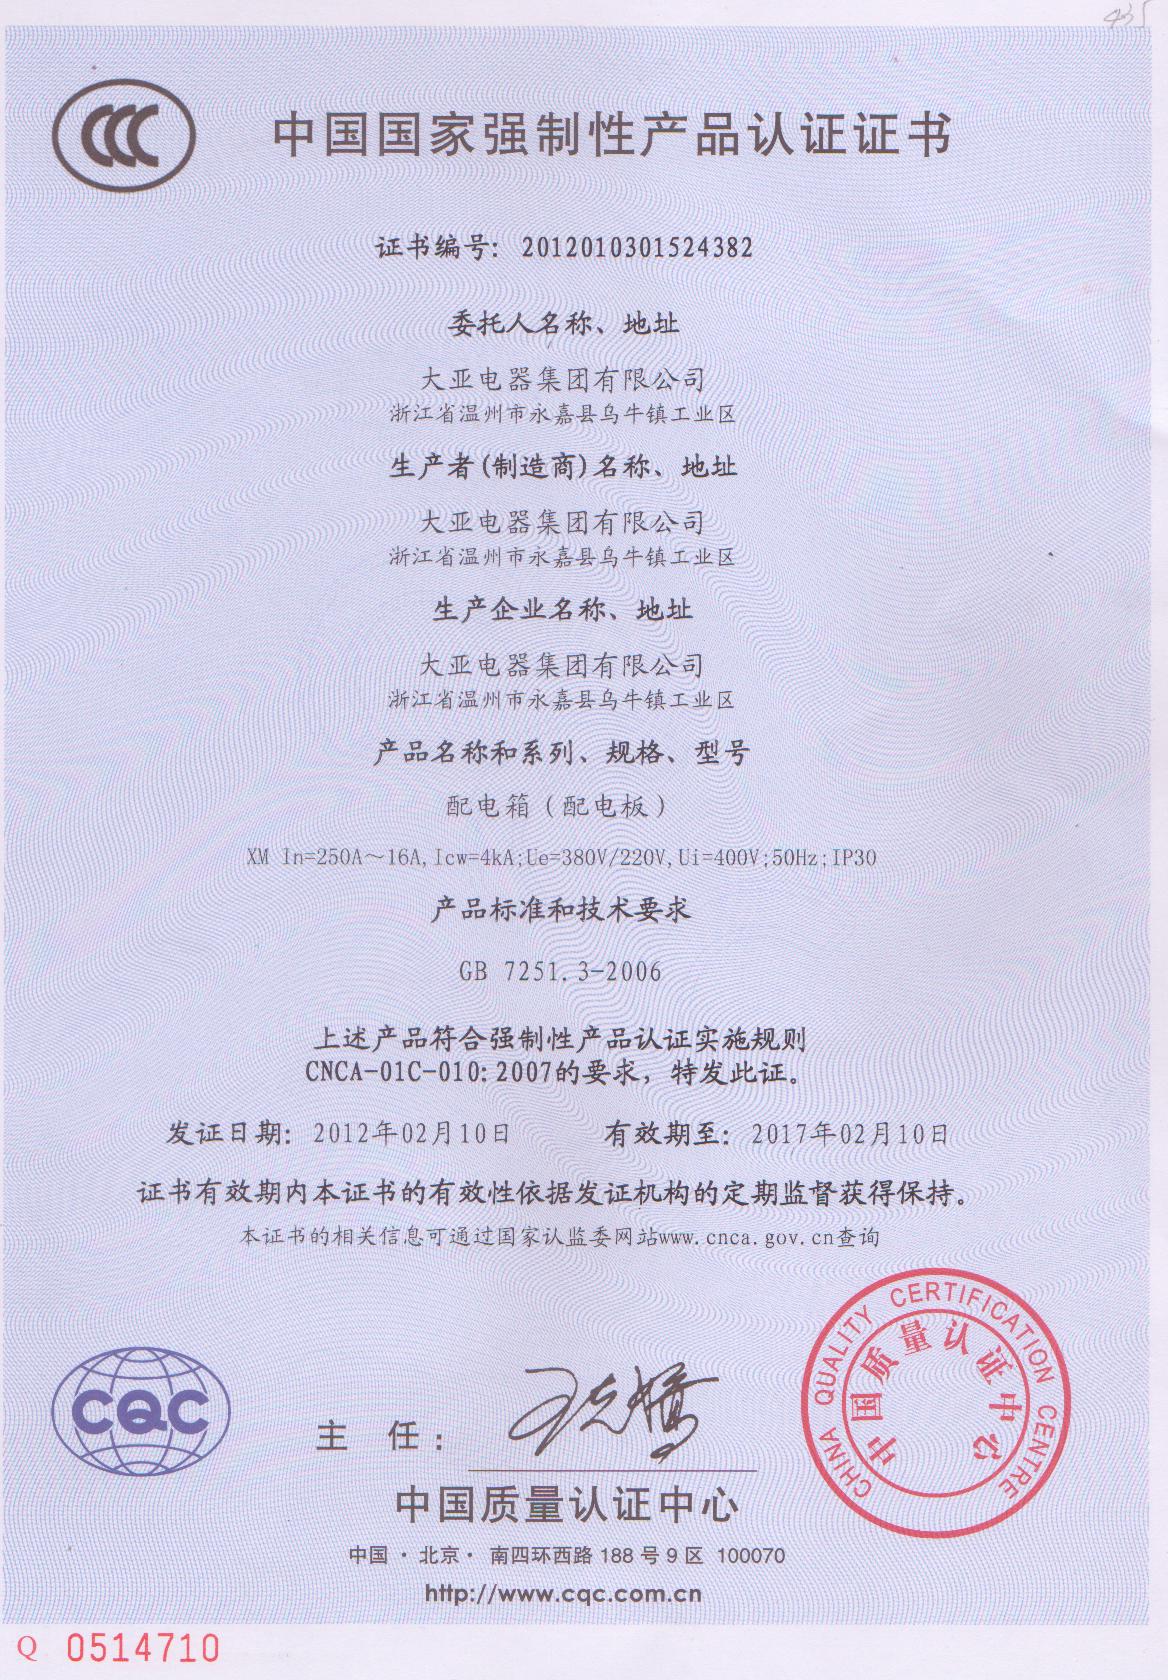 CCC
中国国家强制性产品认证证书
证书编号: 2012010301524382
委托人名称、地址
大亚电器集团有限公司
浙江省温州市永嘉县乌牛镇工业区
生产者(制造商)名称、地址
大亚电器集团有限公司
浙江省温州市永嘉县乌牛镇工业区
生产企业名称、地址
大亚电器集团有限公司
浙江省温州市永嘉县乌牛镇工业区
产品名称和系列、规格、型号
配电箱（配电板）
XM In=250A～16A,Icw=4kA;Ue=380V/220V,Ui=400V;50Hz;IP30
产品标准和技术要求
GB 7251.3-2006
上述产品符合强制性产品认证实施规则
CNCA-01C-010:2007的要求，特发此证。
发证日期: 2012年02月10日 有效期至: 2017年02月10日
证书有效期内本证书的有效性依据发证机构的定期监督获得保持。
本证书的相关信息可通过国家认监委网站www.cnca.gov.cn查询
CHINA QUALITY CERTIFICATION CENTRE
中国质量认证中心
CQC
主 任:
中国质量认证中心
中国·北京·南四环西路188号9区 100070
http://www.cqc.com.cn
Q 0514710